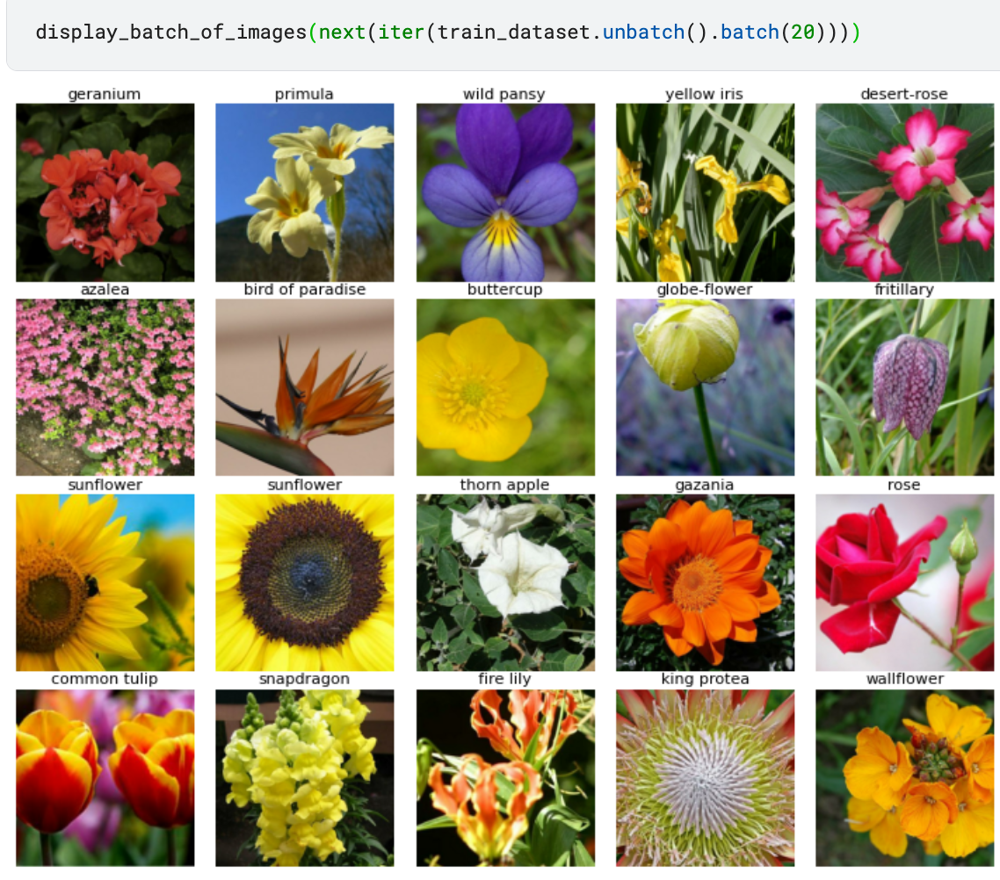 display_batch_of_images(next(iter(train_dataset.unbatch().batch(20))))
geranium primula wild pansy yellow iris desert-rose
azalea bird of paradise buttercup globe-flower fritillary
sunflower sunflower thorn apple gazania rose
common tulip snapdragon fire lily king protea wallflower